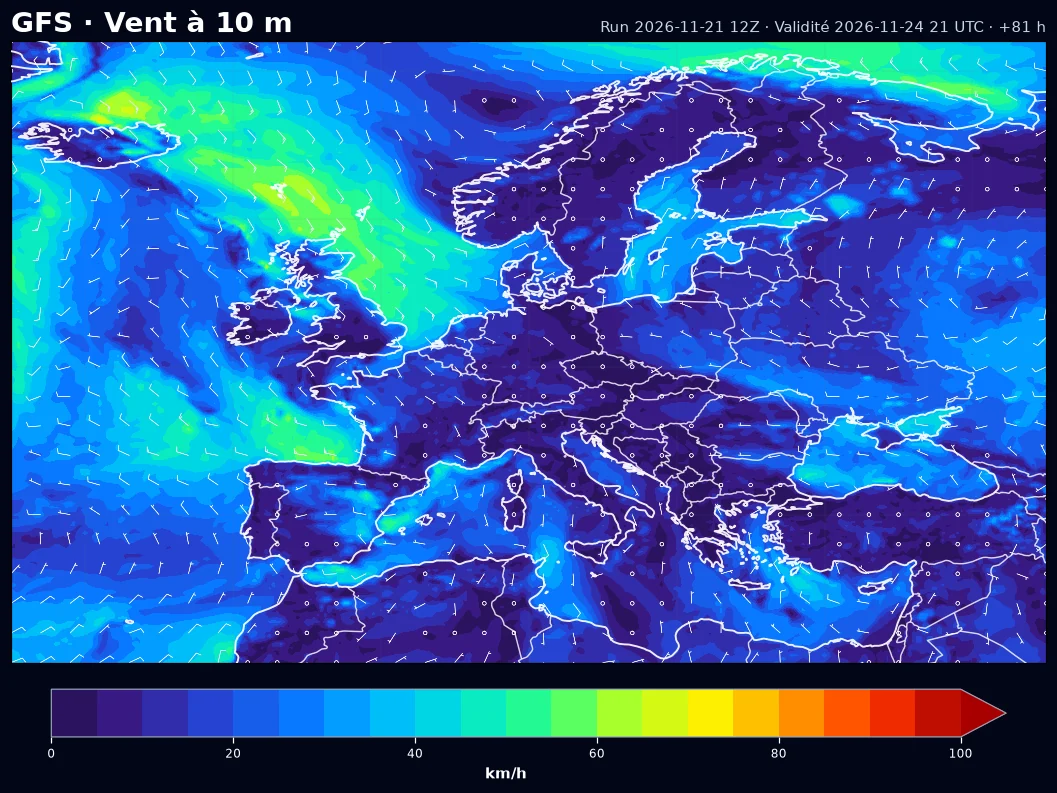 GFS · Vent à 10 m
Run 2026-11-21 12Z · Validité 2026-11-24 21 UTC · +81 h
0 20 40 60 80 100
km/h